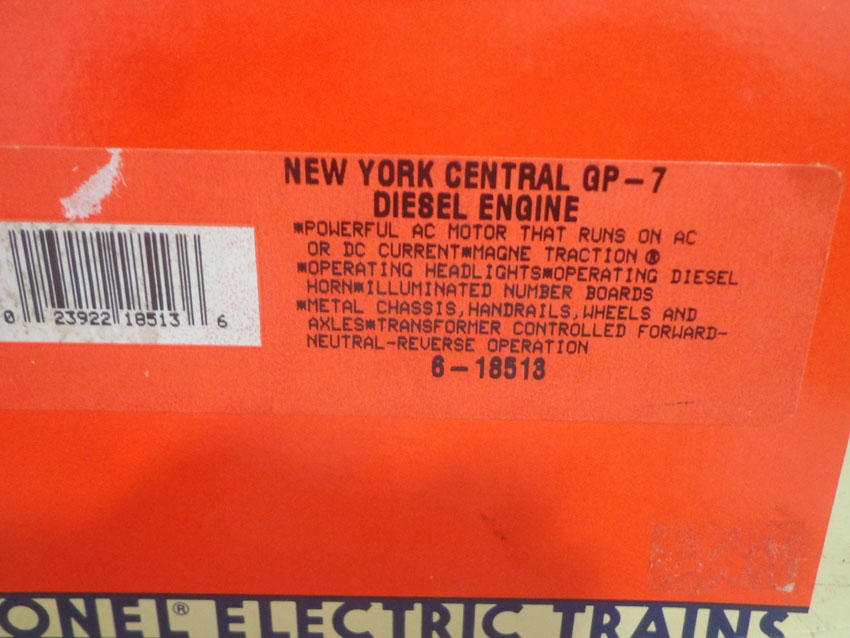 NEW YORK CENTRAL GP-7
DIESEL ENGINE
*POWERFUL AC MOTOR THAT RUNS ON AC
OR DC CURRENT*MAGNE TRACTION ®
*OPERATING HEADLIGHTS*OPERATING DIESEL
HORN*ILLUMINATED NUMBER BOARDS
*METAL CHASSIS,HANDRAILS,WHEELS AND
AXLES*TRANSFORMER CONTROLLED FORWARD-
NEUTRAL-REVERSE OPERATION
6-18513
0 23922 18513 6
ONEL® ELECTRIC TRAINS